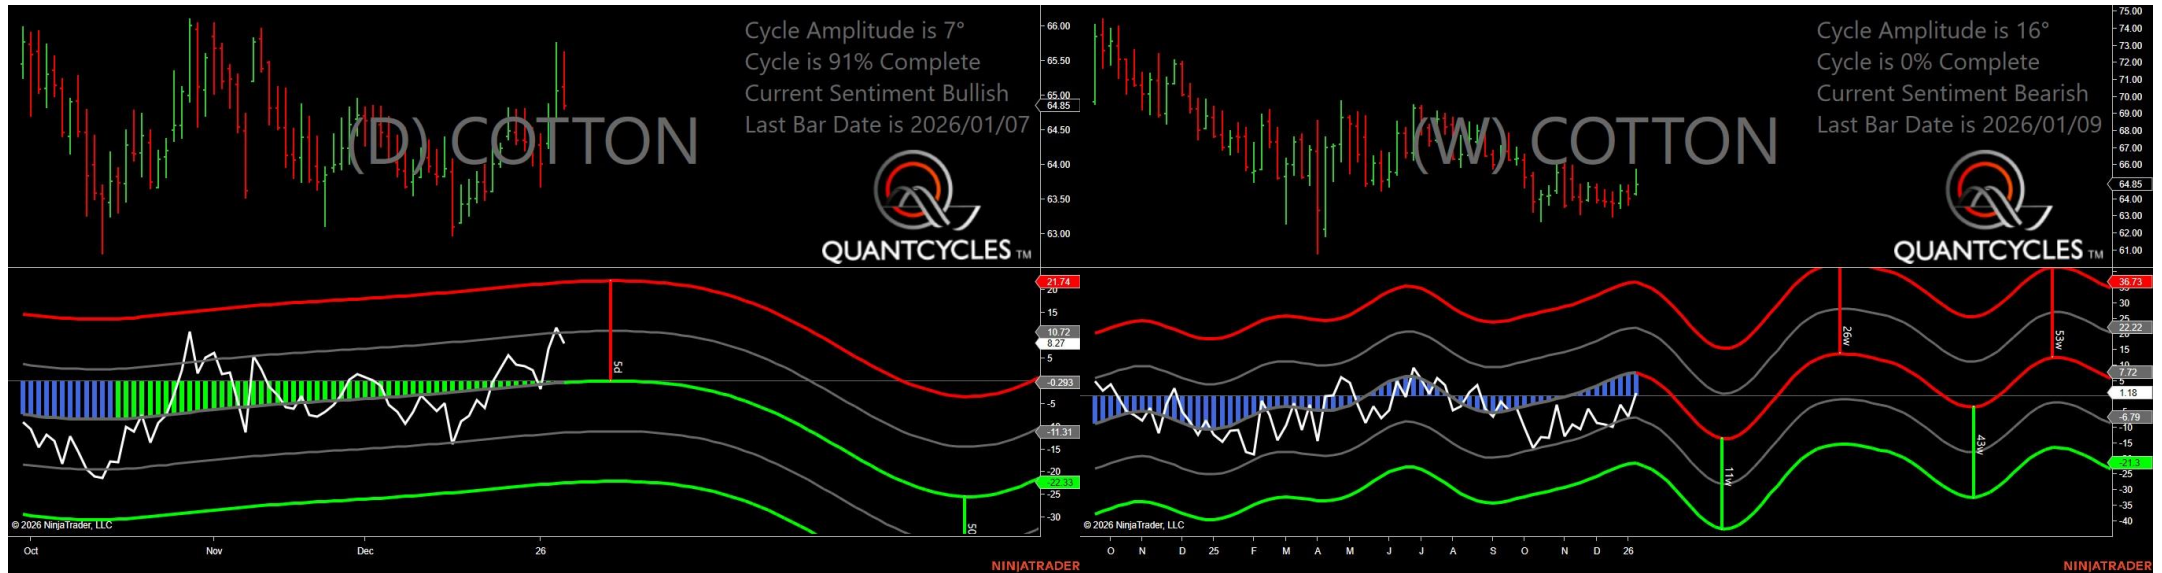 Cycle Amplitude is 7°
Cycle is 91% Complete
Current Sentiment Bullish
Last Bar Date is 2026/01/07
(D) COTTON
QUANTCYCLES TM
66.00
65.50
65.00
64.85
64.50
64.00
63.50
63.00
21.74
20
15
10.72
8.27
5
-0.293
-5
-11.31
-15
-20
-22.33
-25
-30
5d
50
© 2026 NinjaTrader, LLC
Oct Nov Dec 26
NINJATRADER
Cycle Amplitude is 16°
Cycle is 0% Complete
Current Sentiment Bearish
Last Bar Date is 2026/01/09
(W) COTTON
QUANTCYCLES TM
75.00
74.00
73.00
72.00
71.00
70.00
69.00
68.00
67.00
66.00
64.85
64.00
63.00
62.00
61.00
36.73
30
25
22.22
15
7.72
5
1.18
-6.79
-10
-15
-21.3
-25
-30
-35
-40
26w
53w
11w
43w
© 2026 NinjaTrader, LLC
O N D 25 F M A M J J A S O N D 26
NINJATRADER